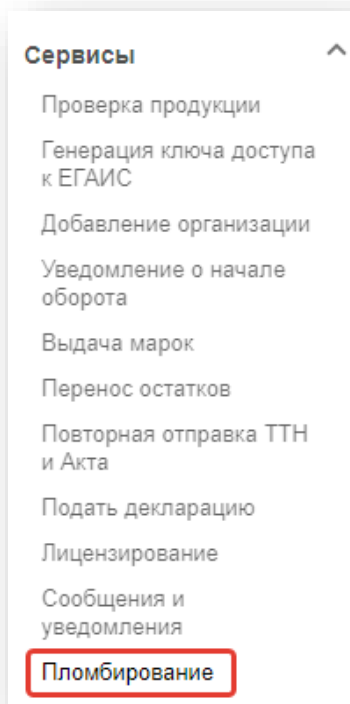 Сервисы
Проверка продукции
Генерация ключа доступа
к ЕГАИС
Добавление организации
Уведомление о начале
оборота
Выдача марок
Перенос остатков
Повторная отправка ТТН
и Акта
Подать декларацию
Лицензирование
Сообщения и
уведомления
Пломбирование